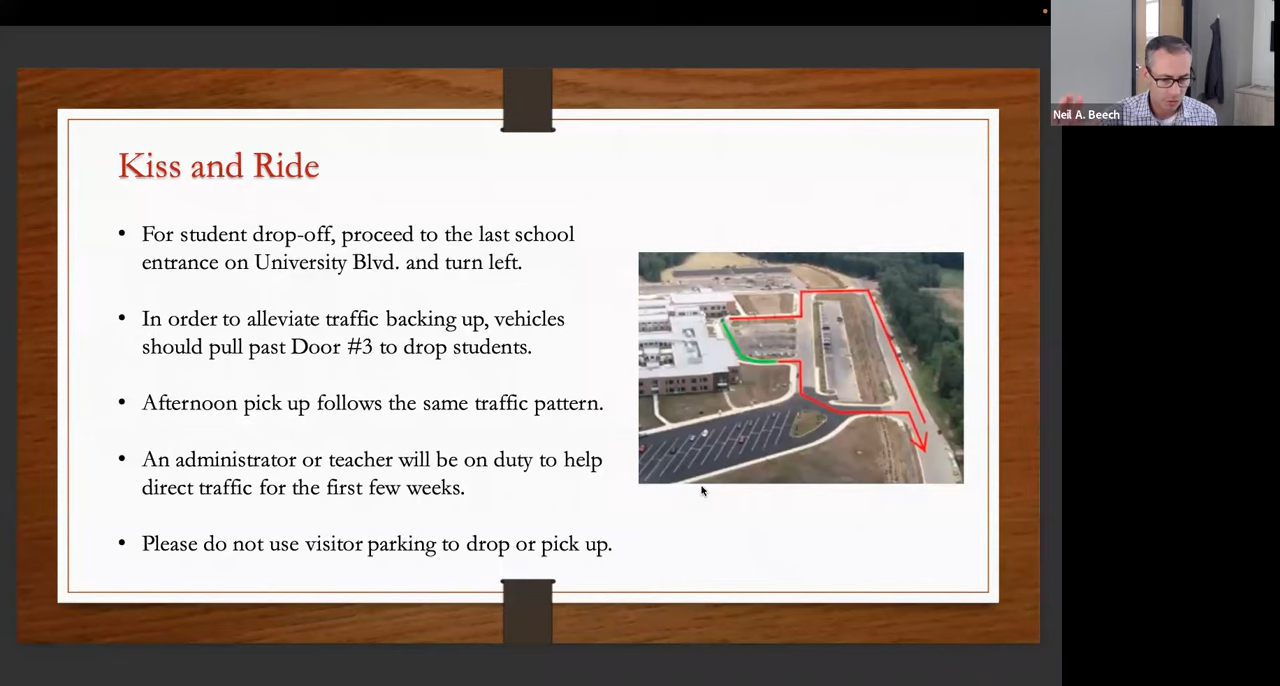 Neil A. Beech
Kiss and Ride
• For student drop-off, proceed to the last school
entrance on University Blvd. and turn left.
• In order to alleviate traffic backing up, vehicles
should pull past Door #3 to drop students.
• Afternoon pick up follows the same traffic pattern.
• An administrator or teacher will be on duty to help
direct traffic for the first few weeks.
• Please do not use visitor parking to drop or pick up.